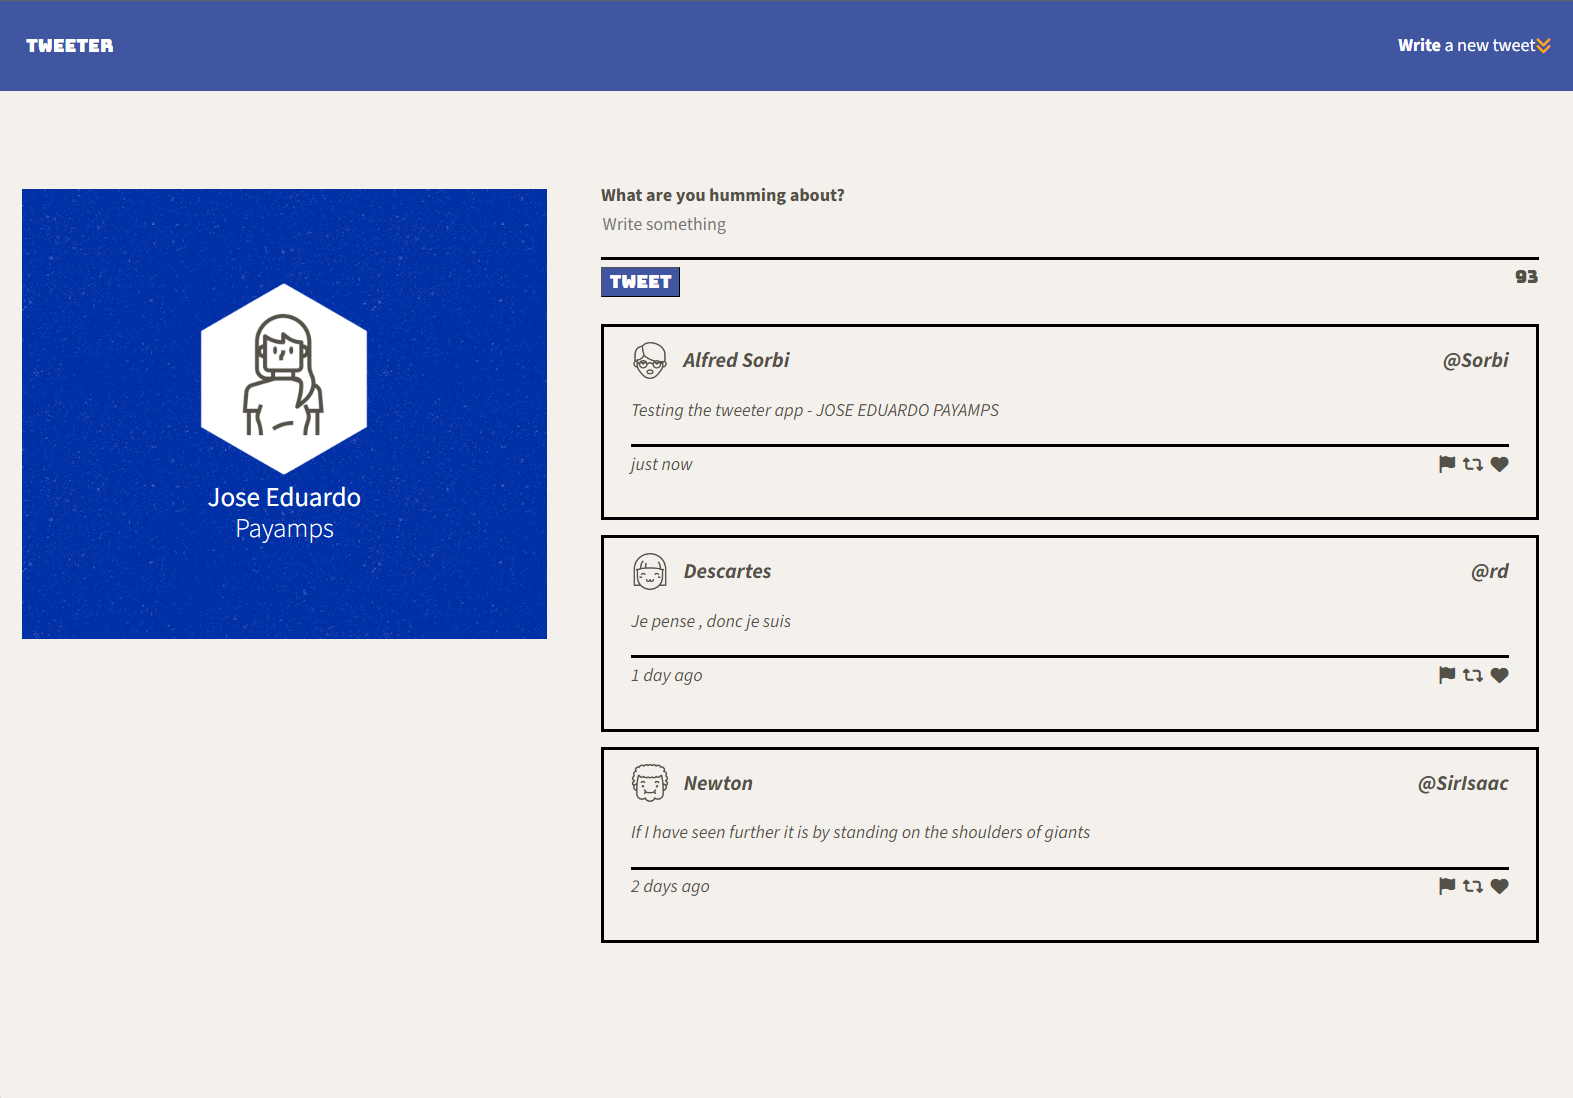 TWEETER
Write a new tweet
Jose Eduardo
Payamps
What are you humming about?
Write something
TWEET
93
Alfred Sorbi
@Sorbi
Testing the tweeter app - JOSE EDUARDO PAYAMPS
just now
Descartes
@rd
Je pense , donc je suis
1 day ago
Newton
@SirIsaac
If I have seen further it is by standing on the shoulders of giants
2 days ago